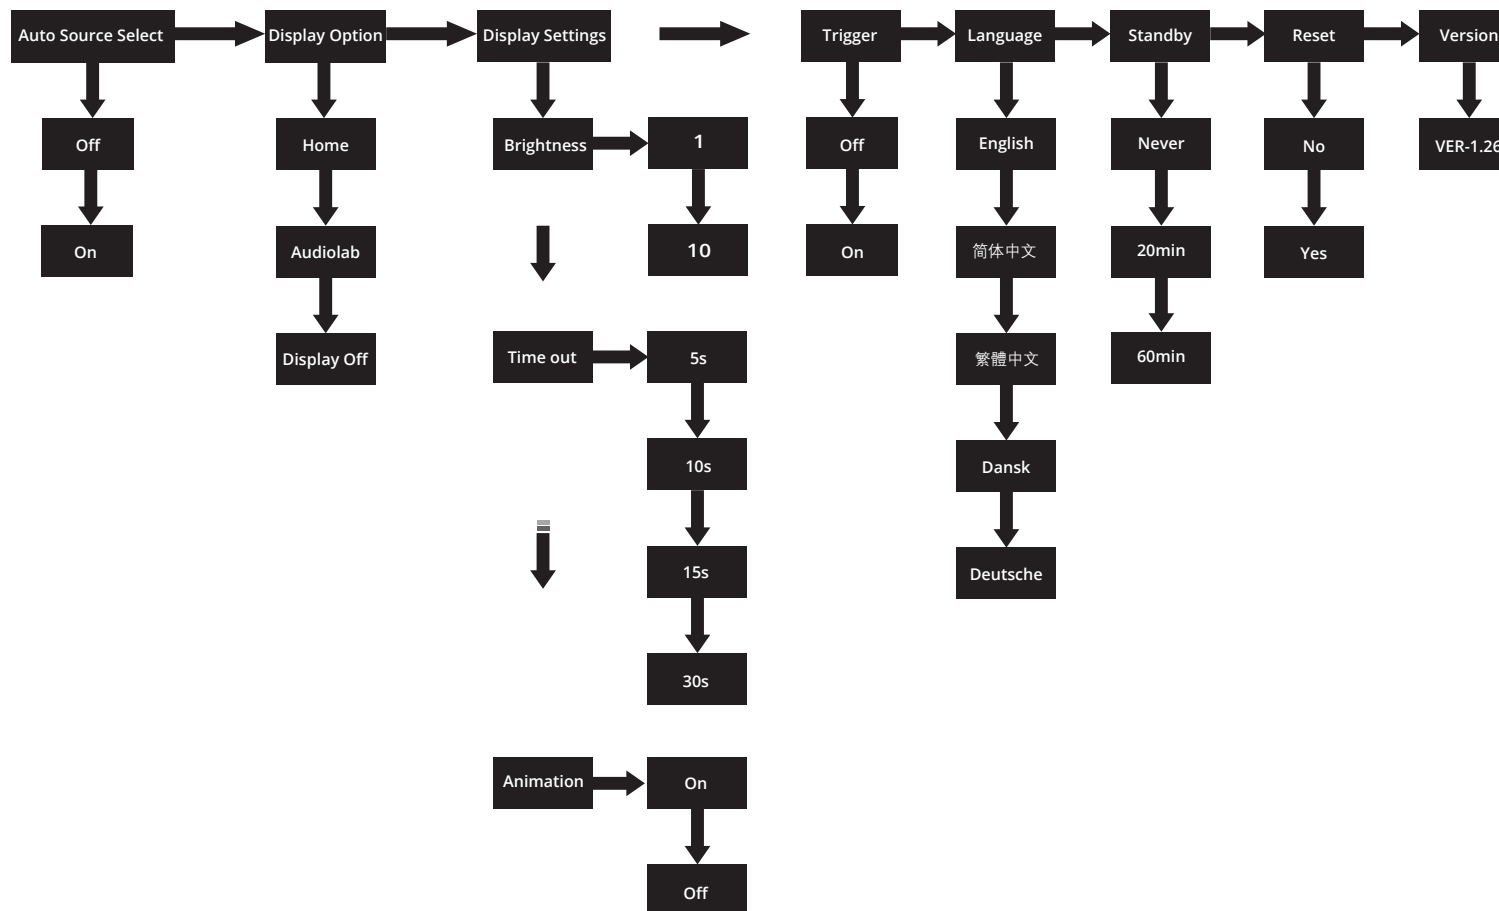 Auto Source Select
Display Option
Display Settings
Trigger
Language
Standby
Reset
Version
Off
On
Home
Audiolab
Display Off
Brightness
1
10
Time out
5s
10s
15s
30s
Animation
On
Off
Off
On
English
简体中文
繁體中文
Dansk
Deutsche
Never
20min
60min
No
Yes
VER-1.26